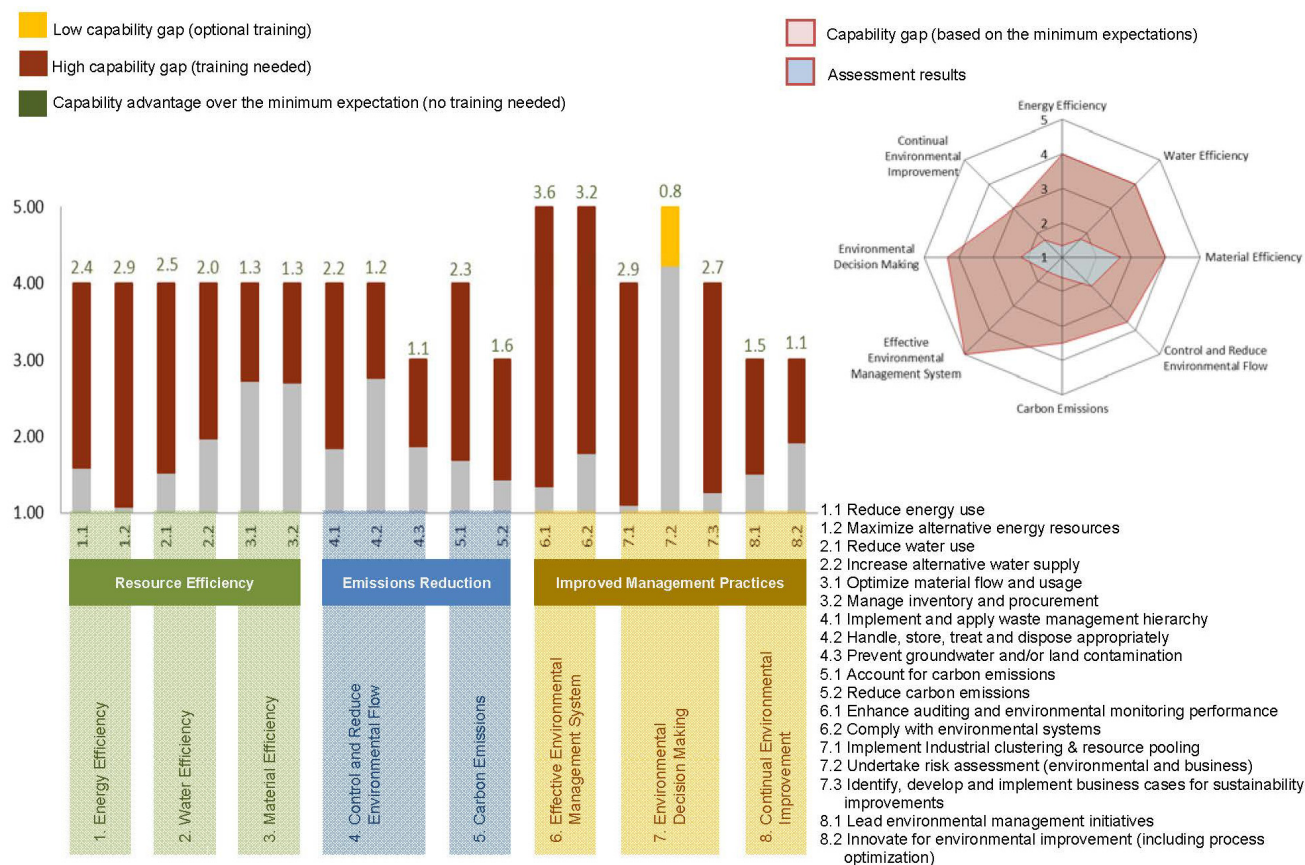 Low capability gap (optional training)
High capability gap (training needed)
Capability advantage over the minimum expectation (no training needed)
Capability gap (based on the minimum expectations)
Assessment results
Energy Efficiency
5
4
3
2
1
Water Efficiency
Material Efficiency
Control and Reduce
Environmental Flow
Carbon Emissions
Effective
Environmental
Management System
Environmental
Decision Making
Continual
Environmental
Improvement
5.00
4.00
3.00
2.00
1.00
2.4
2.9
2.5
2.0
1.3
1.3
2.2
1.2
1.1
2.3
1.6
3.6
3.2
2.9
0.8
2.7
1.5
1.1
1.1
1.2
2.1
2.2
3.1
3.2
4.1
4.2
4.3
5.1
5.2
6.1
6.2
7.1
7.2
7.3
8.1
8.2
Resource Efficiency
Emissions Reduction
Improved Management Practices
1. Energy Efficiency
2. Water Efficiency
3. Material Efficiency
4. Control and Reduce
Environmental Flow
5. Carbon Emissions
6. Effective Environmental
Management System
7. Environmental
Decision Making
8. Continual Environmental
Improvement
1.1 Reduce energy use
1.2 Maximize alternative energy resources
2.1 Reduce water use
2.2 Increase alternative water supply
3.1 Optimize material flow and usage
3.2 Manage inventory and procurement
4.1 Implement and apply waste management hierarchy
4.2 Handle, store, treat and dispose appropriately
4.3 Prevent groundwater and/or land contamination
5.1 Account for carbon emissions
5.2 Reduce carbon emissions
6.1 Enhance auditing and environmental monitoring performance
6.2 Comply with environmental systems
7.1 Implement Industrial clustering & resource pooling
7.2 Undertake risk assessment (environmental and business)
7.3 Identify, develop and implement business cases for sustainability
improvements
8.1 Lead environmental management initiatives
8.2 Innovate for environmental improvement (including process
optimization)